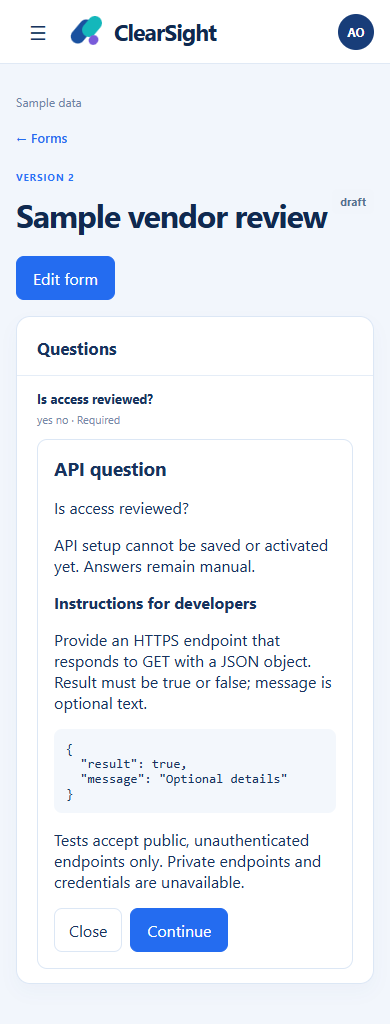 ☰ ClearSight AO
Sample data
← Forms
VERSION 2
Sample vendor review draft
Edit form
Questions
Is access reviewed?
yes no · Required
API question
Is access reviewed?
API setup cannot be saved or activated
yet. Answers remain manual.
Instructions for developers
Provide an HTTPS endpoint that
responds to GET with a JSON object.
Result must be true or false; message is
optional text.
{
  "result": true,
  "message": "Optional details"
}
Tests accept public, unauthenticated
endpoints only. Private endpoints and
credentials are unavailable.
Close Continue